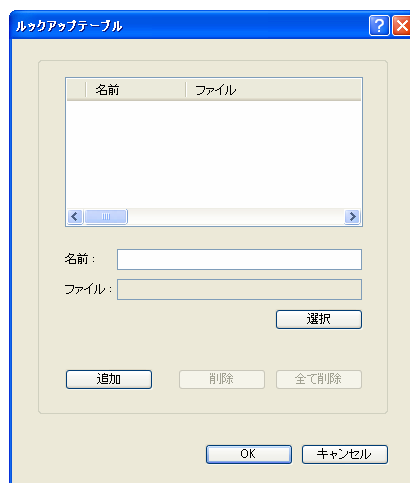 ルックアップテーブル
名前 ファイル
名前：
ファイル：
選択
追加 削除 全て削除
OK キャンセル